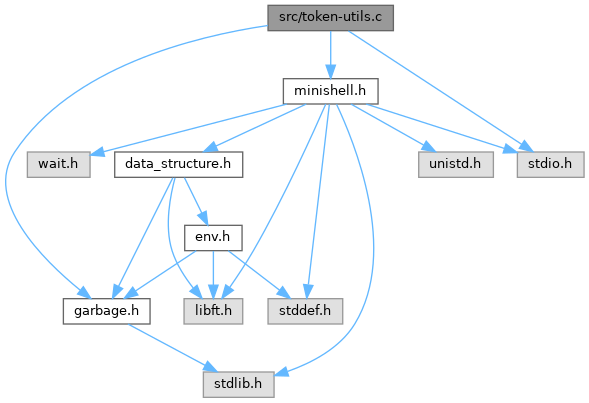 src/token-utils.c
minishell.h
wait.h
data_structure.h
unistd.h
stdio.h
env.h
garbage.h
libft.h
stddef.h
stdlib.h